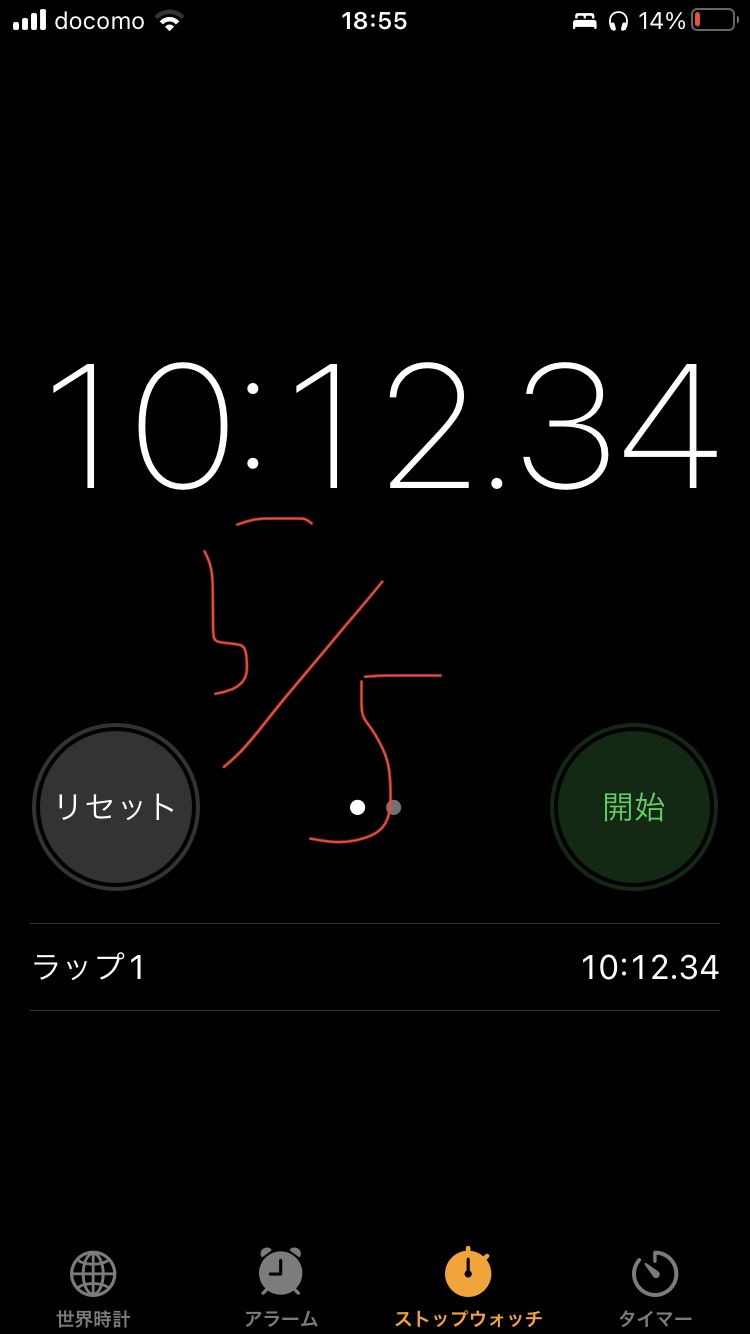 docomo 18:55 14%
10:12.34
5/5
リセット 開始
ラップ1 10:12.34
世界時計 アラーム ストップウォッチ タイマー